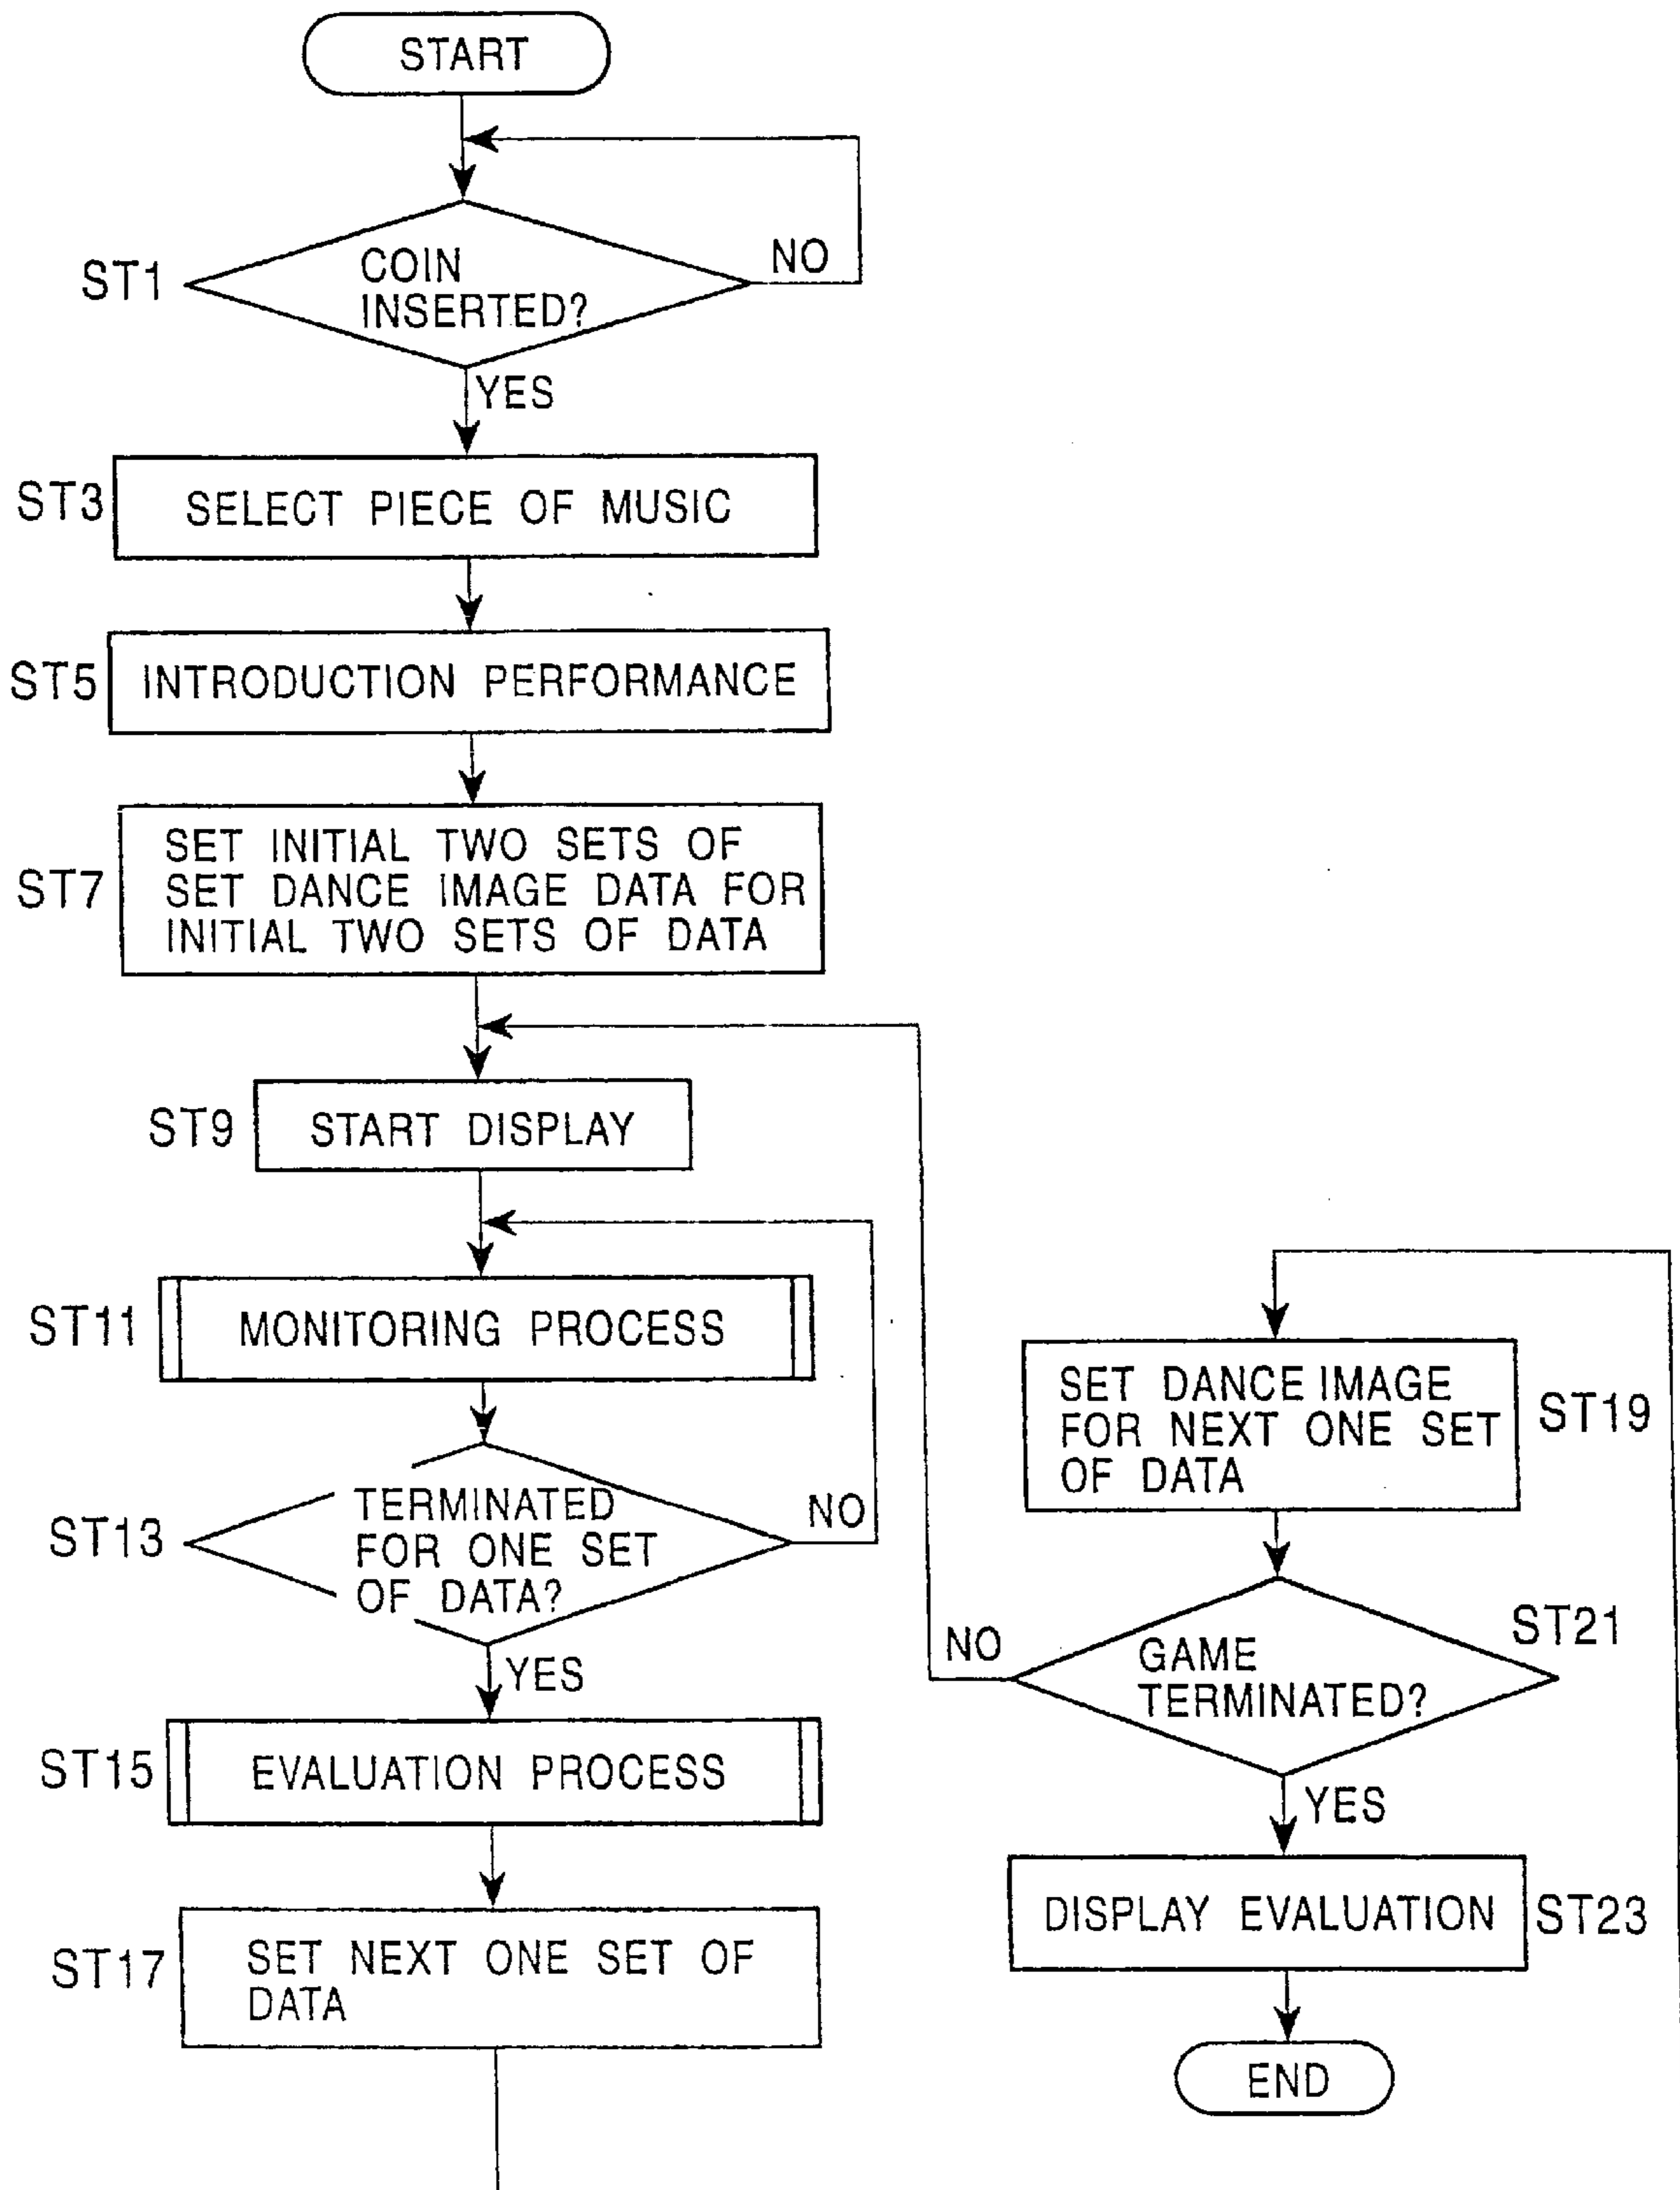 START
ST1
COIN
INSERTED?
NO
YES
ST3
SELECT PIECE OF MUSIC
ST5
INTRODUCTION PERFORMANCE
ST7
SET INITIAL TWO SETS OF
SET DANCE IMAGE DATA FOR
INITIAL TWO SETS OF DATA
ST9
START DISPLAY
ST11
MONITORING PROCESS
ST13
TERMINATED
FOR ONE SET
OF DATA?
NO
YES
ST15
EVALUATION PROCESS
ST17
SET NEXT ONE SET OF
DATA
SET DANCE IMAGE
FOR NEXT ONE SET
OF DATA
ST19
ST21
GAME
TERMINATED?
NO
YES
DISPLAY EVALUATION
ST23
END